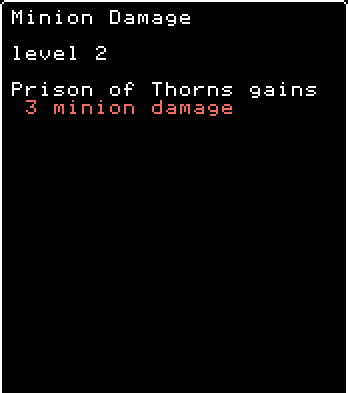 Minion Damage
level 2
Prison of Thorns gains
3 minion damage